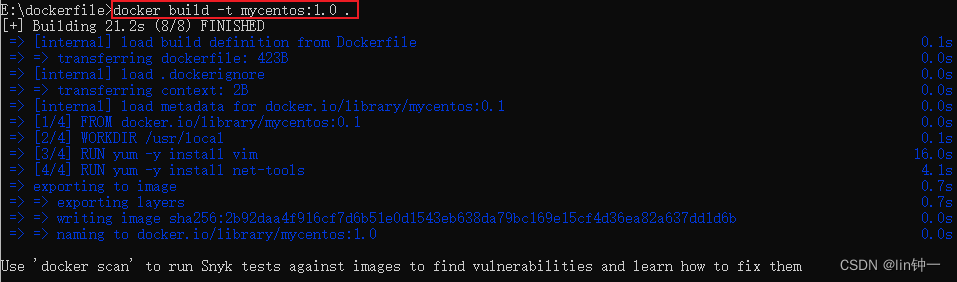 E:\dockerfile>docker build -t mycentos:1.0 .
[+] Building 21.2s (8/8) FINISHED
=> [internal] load build definition from Dockerfile 0.1s
=> => transferring dockerfile: 423B 0.0s
=> [internal] load .dockerignore 0.0s
=> => transferring context: 2B 0.0s
=> [internal] load metadata for docker.io/library/mycentos:0.1 0.0s
=> [1/4] FROM docker.io/library/mycentos:0.1 0.0s
=> [2/4] WORKDIR /usr/local 0.1s
=> [3/4] RUN yum -y install vim 16.0s
=> [4/4] RUN yum -y install net-tools 4.1s
=> exporting to image 0.7s
=> => exporting layers 0.7s
=> => writing image sha256:2b92daa4f916cf7d6b51e0d1543eb638da79bc169e15cf4d36ea82a637dd1d6b 0.0s
=> => naming to docker.io/library/mycentos:1.0 0.0s
Use 'docker scan' to run Snyk tests against images to find vulnerabilities and learn how to fix them
CSDN @lin钟一